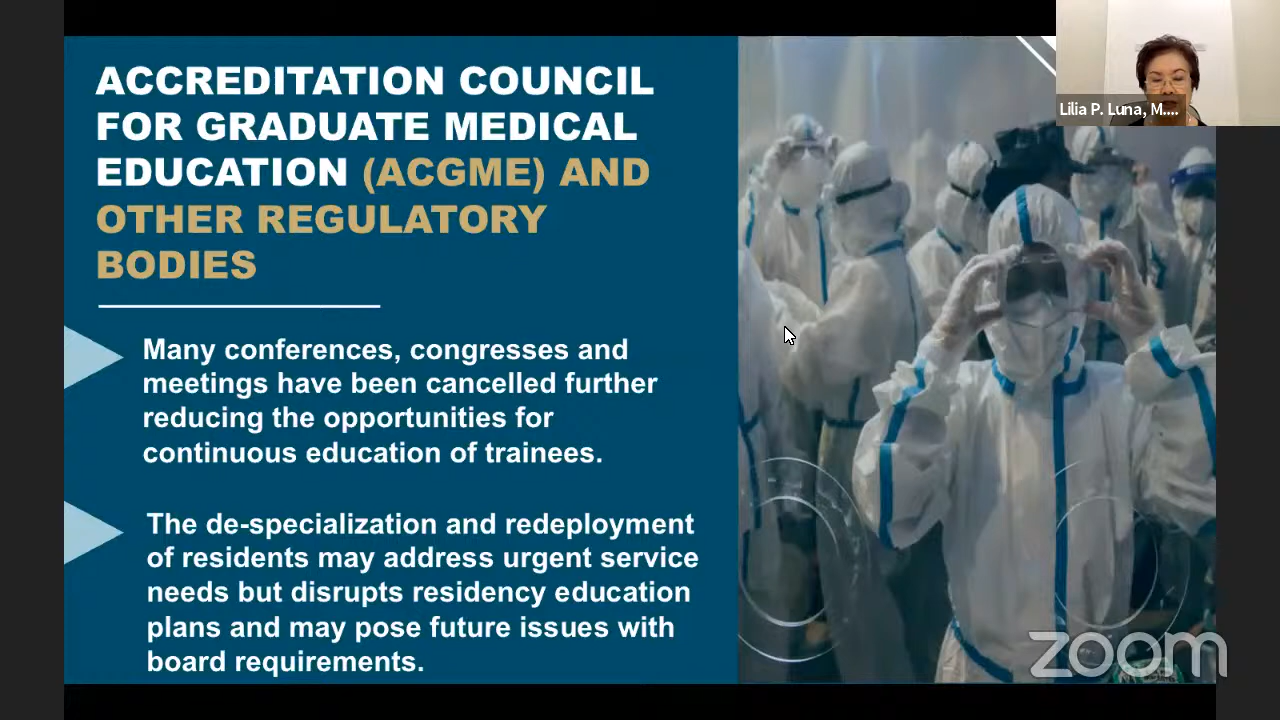 ACCREDITATION COUNCIL
FOR GRADUATE MEDICAL
EDUCATION (ACGME) AND
OTHER REGULATORY
BODIES
Many conferences, congresses and
meetings have been cancelled further
reducing the opportunities for
continuous education of trainees.
The de-specialization and redeployment
of residents may address urgent service
needs but disrupts residency education
plans and may pose future issues with
board requirements.
Lilia P. Luna, M....
zoom